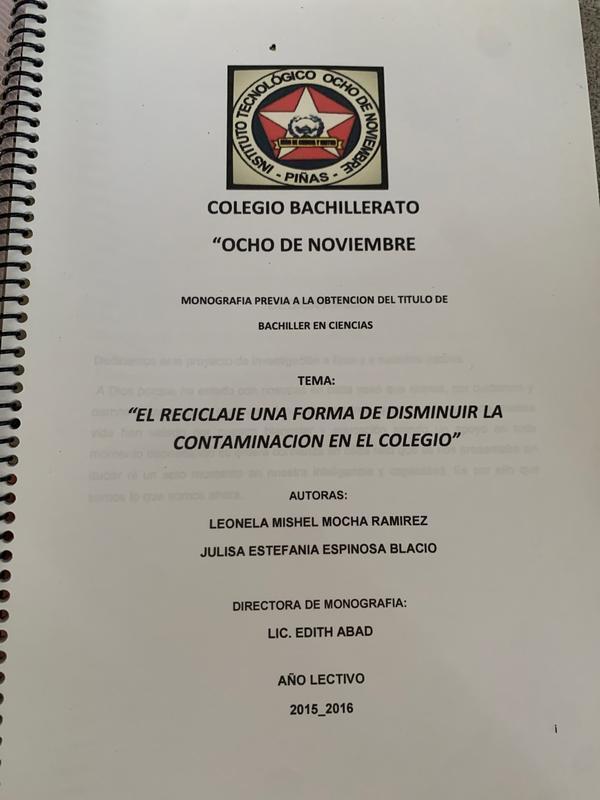 INSTITUTO TECNOLÓGICO OCHO DE NOVIEMBRE
- PIÑAS -
COLEGIO BACHILLERATO
“OCHO DE NOVIEMBRE
MONOGRAFIA PREVIA A LA OBTENCION DEL TITULO DE
BACHILLER EN CIENCIAS
TEMA:
“EL RECICLAJE UNA FORMA DE DISMINUIR LA
CONTAMINACION EN EL COLEGIO”
AUTORAS:
LEONELA MISHEL MOCHA RAMIREZ
JULISA ESTEFANIA ESPINOSA BLACIO
DIRECTORA DE MONOGRAFIA:
LIC. EDITH ABAD
AÑO LECTIVO
2015_2016
i